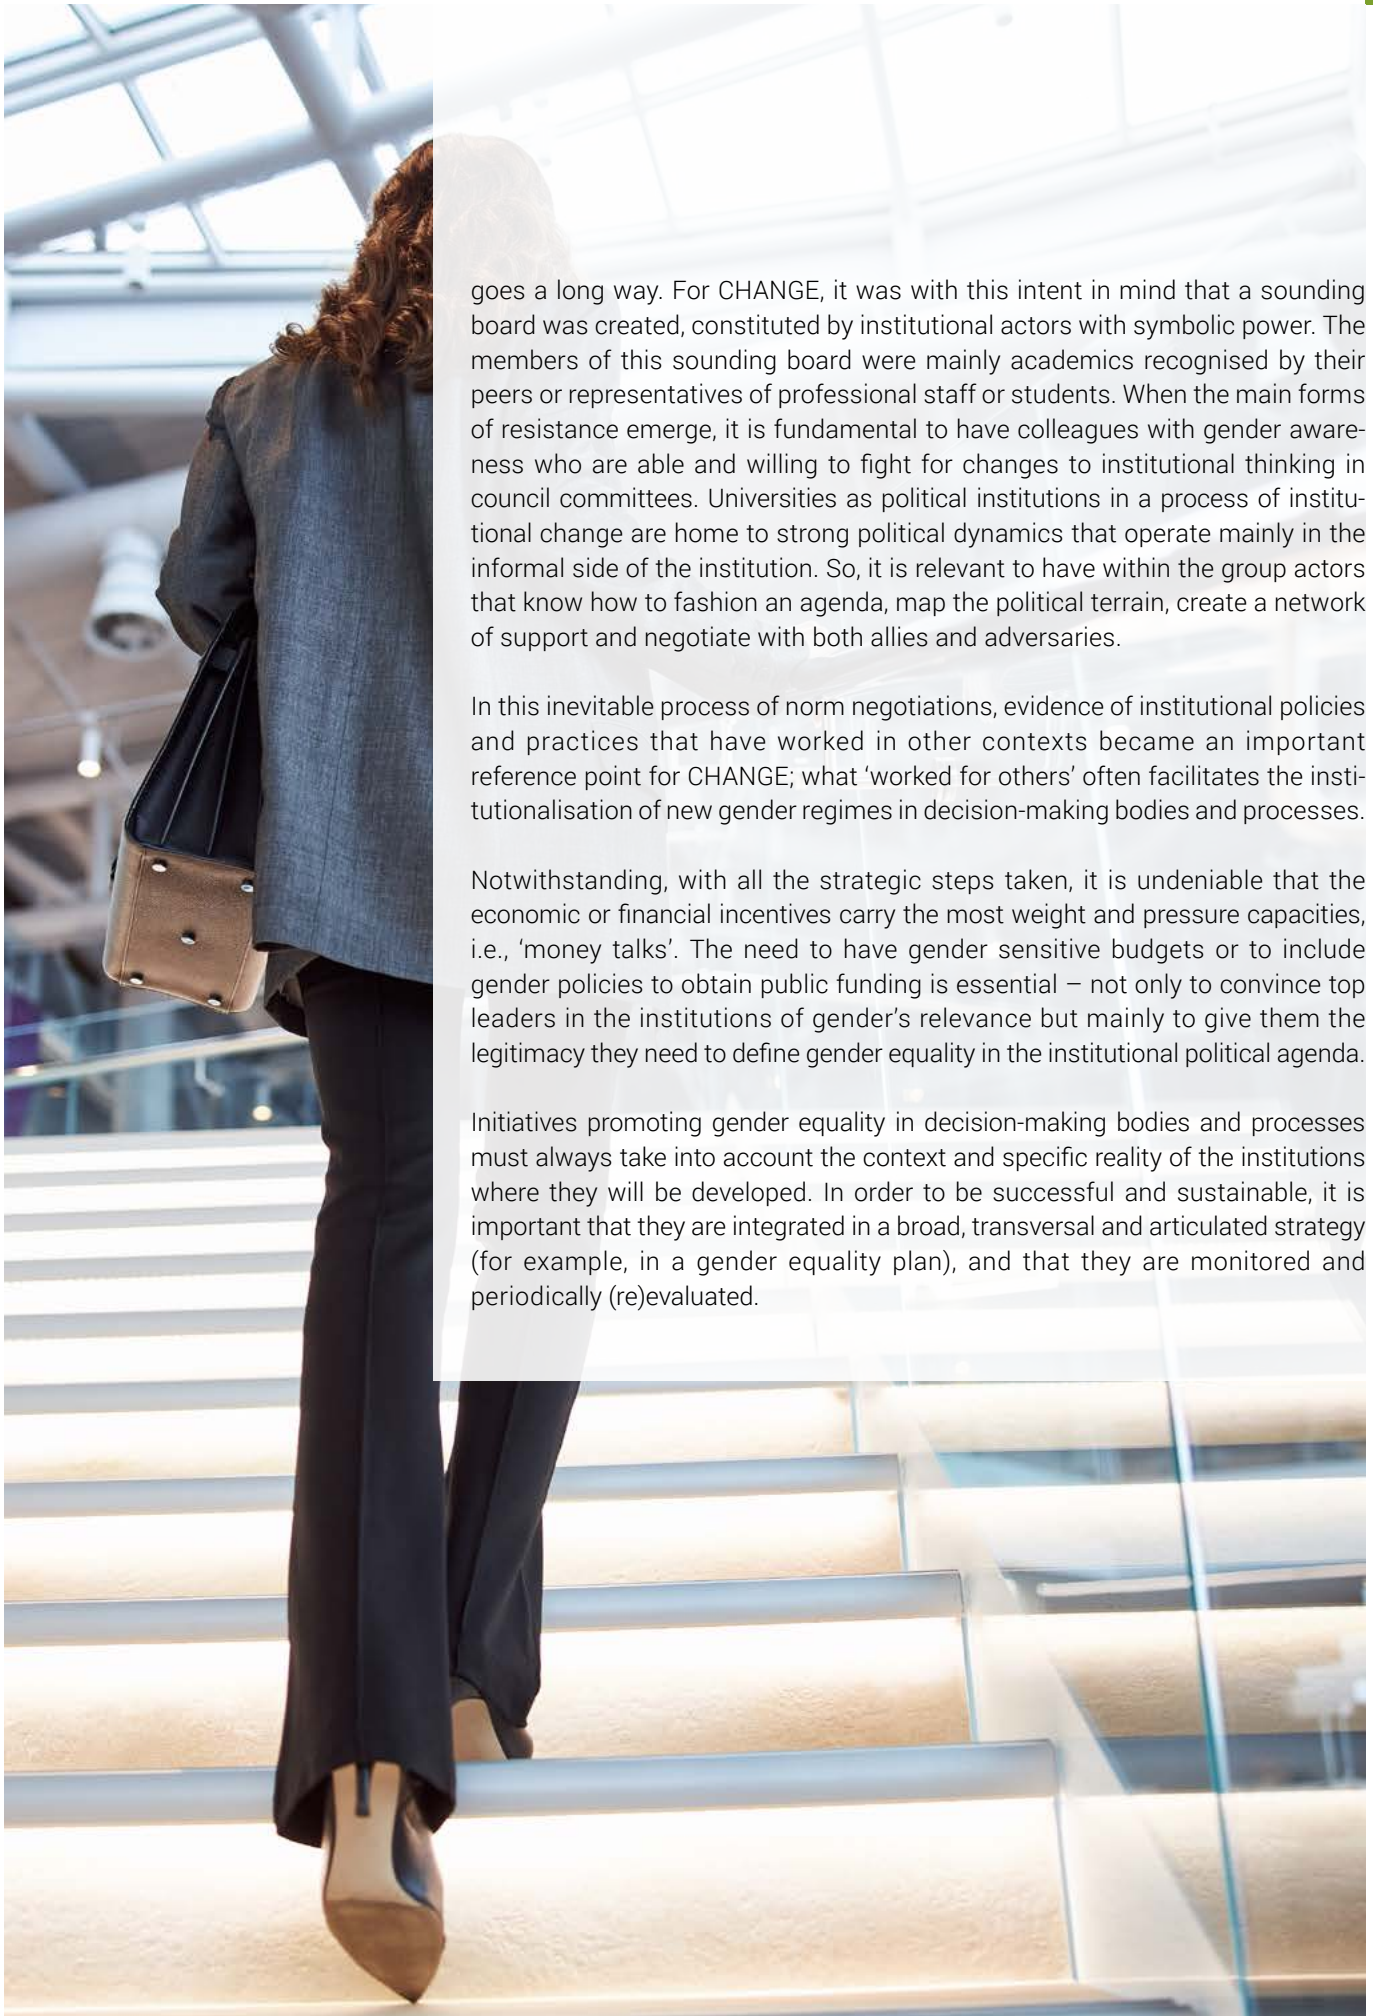 goes a long way. For CHANGE, it was with this intent in mind that a sounding
board was created, constituted by institutional actors with symbolic power. The
members of this sounding board were mainly academics recognised by their
peers or representatives of professional staff or students. When the main forms
of resistance emerge, it is fundamental to have colleagues with gender aware-
ness who are able and willing to fight for changes to institutional thinking in
council committees. Universities as political institutions in a process of institu-
tional change are home to strong political dynamics that operate mainly in the
informal side of the institution. So, it is relevant to have within the group actors
that know how to fashion an agenda, map the political terrain, create a network
of support and negotiate with both allies and adversaries.
In this inevitable process of norm negotiations, evidence of institutional policies
and practices that have worked in other contexts became an important
reference point for CHANGE; what ‘worked for others’ often facilitates the insti-
tutionalisation of new gender regimes in decision-making bodies and processes.
Notwithstanding, with all the strategic steps taken, it is undeniable that the
economic or financial incentives carry the most weight and pressure capacities,
i.e., ‘money talks’. The need to have gender sensitive budgets or to include
gender policies to obtain public funding is essential – not only to convince top
leaders in the institutions of gender’s relevance but mainly to give them the
legitimacy they need to define gender equality in the institutional political agenda.
Initiatives promoting gender equality in decision-making bodies and processes
must always take into account the context and specific reality of the institutions
where they will be developed. In order to be successful and sustainable, it is
important that they are integrated in a broad, transversal and articulated strategy
(for example, in a gender equality plan), and that they are monitored and
periodically (re)evaluated.